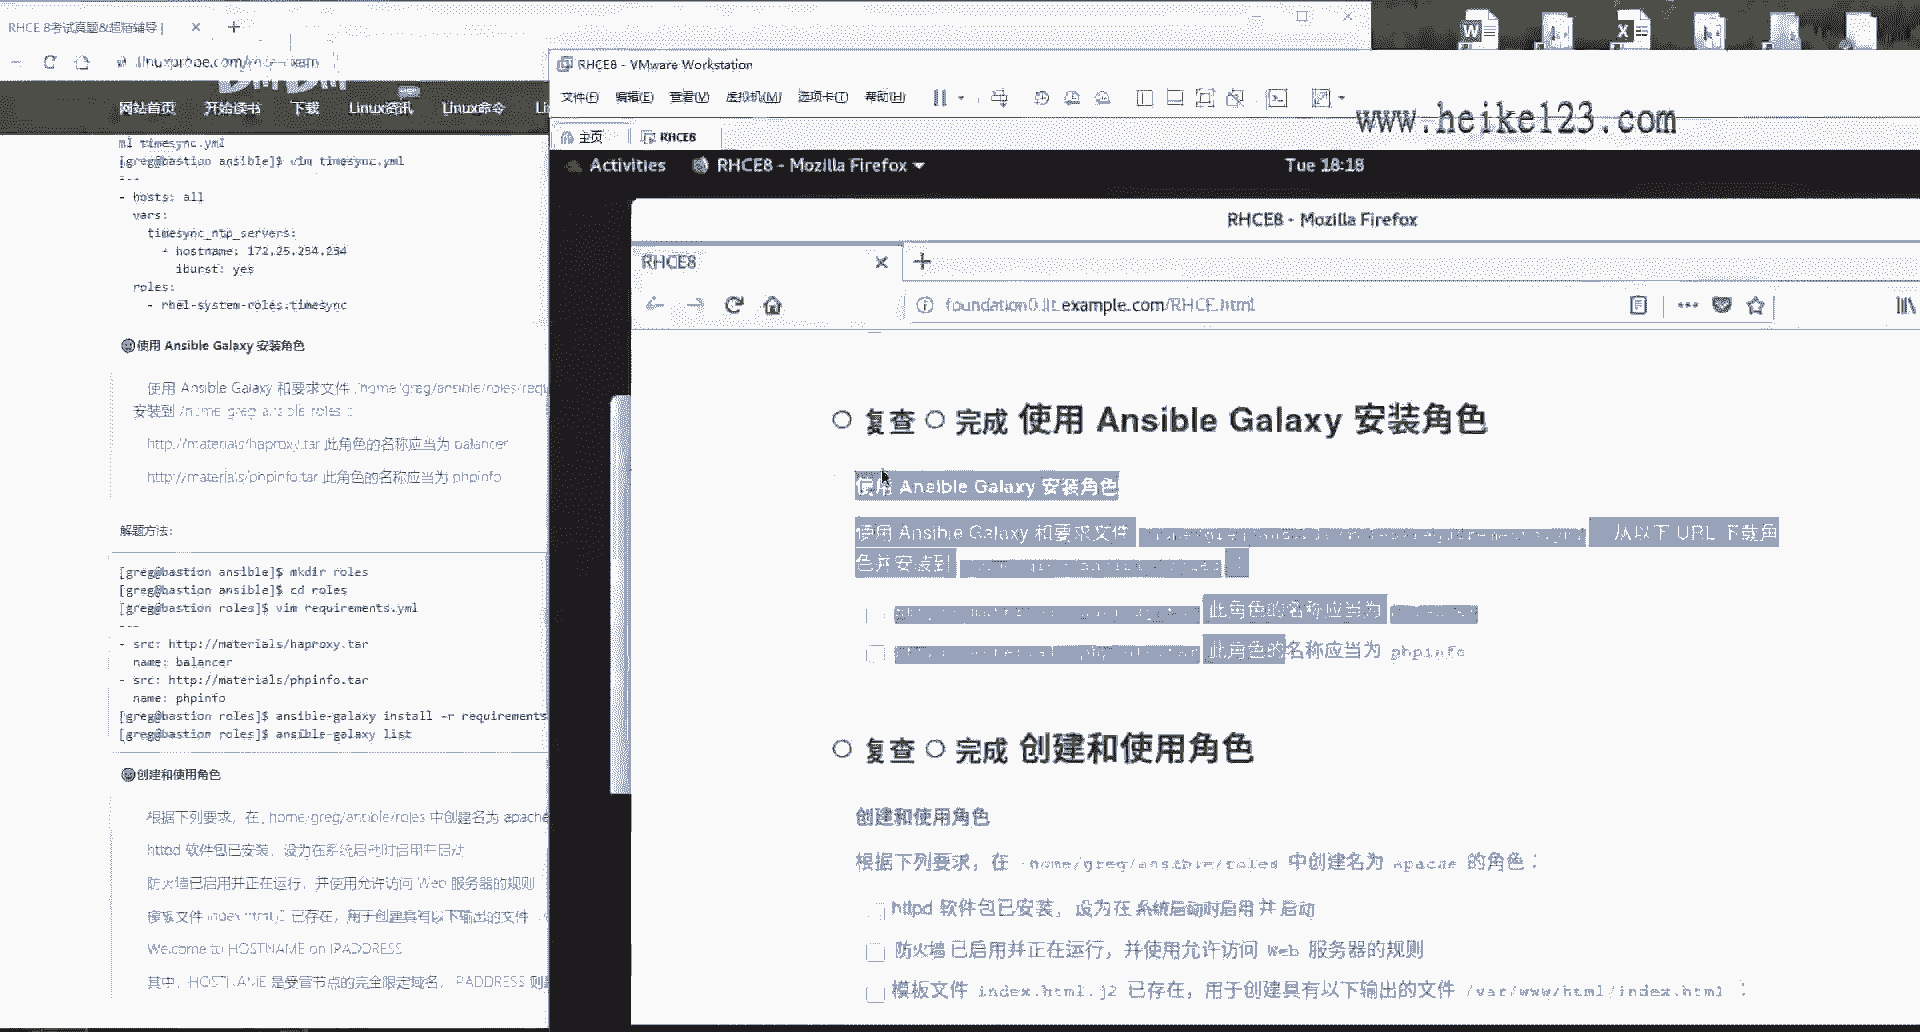 RHCE 8考试真题&超猛辅导 |
网站首页 开始读书 下载 Linux资讯 Linux命令
ml timesync.yml
[greg@bastion ansible]$ vim timesync.yml
---
- hosts: all
vars:
timesync_ntp_servers:
- hostname: 172.25.254.254
iburst: yes
roles:
- rhel-system-roles.timesync
使用 Ansible Galaxy 安装角色
使用 Ansible Galaxy 和要求文件
安装到
http://materials/haproxy.tar 此角色的名称应当为 balancer
http://materials/phpinfo.tar 此角色的名称应当为 phpinfo
解题方法:
[greg@bastion ansible]$ mkdir roles
[greg@bastion ansible]$ cd roles
[greg@bastion roles]$ vim requirements.yml
---
- src: http://materials/haproxy.tar
name: balancer
- src: http://materials/phpinfo.tar
name: phpinfo
[greg@bastion roles]$ ansible-galaxy install -r requirements
[greg@bastion roles]$ ansible-galaxy list
创建和使用角色
根据下列要求，在 /home/greg/ansible/roles 中创建名为 apache
httpd 软件包已安装，设为在系统启动时启用并启动
防火墙已启用并正在运行，并使用允许访问 Web 服务器的规则
模板文件 index.html.j2 已存在，用于创建具有以下输出的文件
Welcome to HOSTNAME on IPADDRESS
其中，HOSTNAME 是受管节点的完全限定域名，IPADDRESS 则
RHCE8 - VMware Workstation
文件(F) 编辑(E) 查看(V) 虚拟机(M) 选项卡(T) 帮助(H)
www.heike123.com
主页 RHCE8
Activities RHCE8 - Mozilla Firefox Tue 18:18
RHCE8 - Mozilla Firefox
RHCE8
foundation0.ilt.example.com/RHCE.html
复查 完成 使用 Ansible Galaxy 安装角色
使用 Ansible Galaxy 安装角色
使用 Ansible Galaxy 和要求文件 从以下 URL 下载角
色并安装到
此角色的名称应当为
此角色的名称应当为 phpinfo
复查 完成 创建和使用角色
创建和使用角色
根据下列要求，在 /home/greg/ansible/roles 中创建名为 apache 的角色：
httpd 软件包已安装，设为在系统启动时启用并启动
防火墙已启用并正在运行，并使用允许访问 Web 服务器的规则
模板文件 index.html.j2 已存在，用于创建具有以下输出的文件 /var/www/html/index.html ：